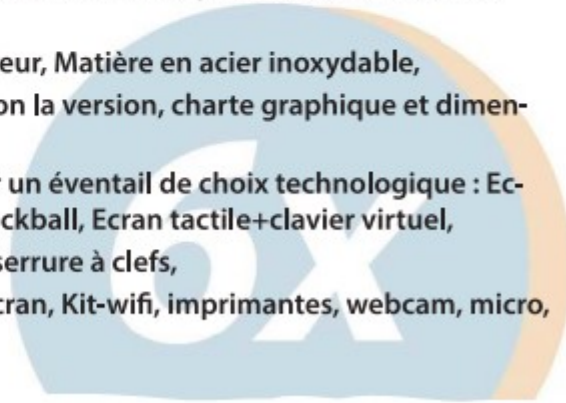 eur, Matière en acier inoxydable,
on la version, charte graphique et dimen-
r un éventail de choix technologique : Ec-
ckball, Ecran tactile+clavier virtuel,
serrure à clefs,
cran, Kit-wifi, imprimantes, webcam, micro,
6X